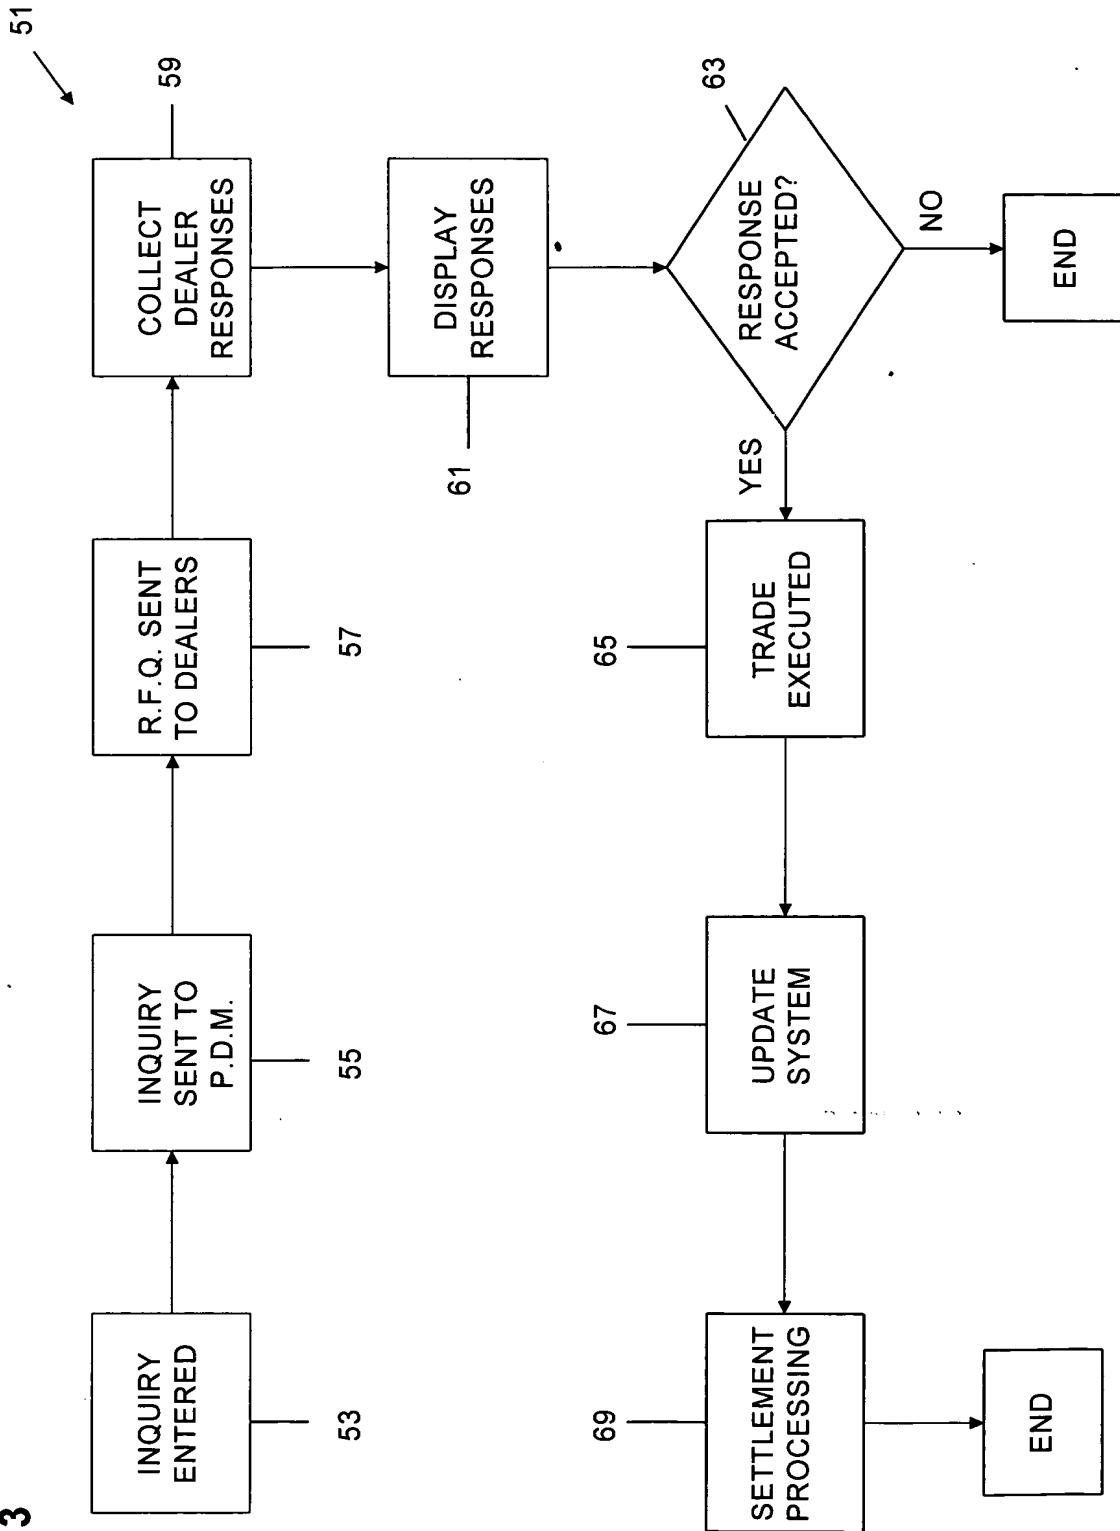 3
51
INQUIRY
ENTERED
53
INQUIRY
SENT TO
P.D.M.
55
R.F.Q. SENT
TO DEALERS
57
COLLECT
DEALER
RESPONSES
59
DISPLAY
RESPONSES
61
RESPONSE
ACCEPTED?
63
NO
END
YES
TRADE
EXECUTED
65
UPDATE
SYSTEM
67
SETTLEMENT
PROCESSING
69
END